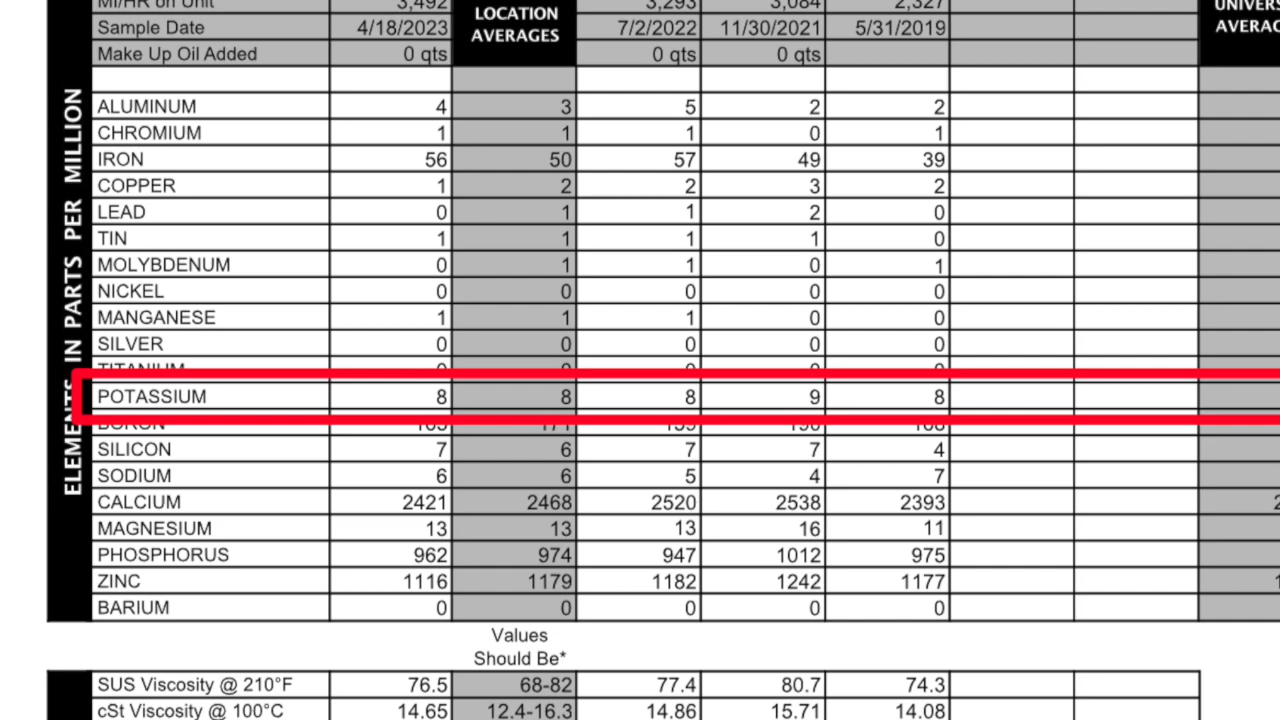 MI/HR on Unit 3,492 3,293 3,084 2,327
LOCATION AVERAGES
Sample Date 4/18/2023 7/2/2022 11/30/2021 5/31/2019
Make Up Oil Added 0 qts 0 qts 0 qts
ELEMENTS IN PARTS PER MILLION
ALUMINUM 4 3 5 2 2
CHROMIUM 1 1 1 0 1
IRON 56 50 57 49 39
COPPER 1 2 2 3 2
LEAD 0 1 1 2 0
TIN 1 1 1 1 0
MOLYBDENUM 0 1 1 0 1
NICKEL 0 0 0 0 0
MANGANESE 1 1 1 0 0
SILVER 0 0 0 0 0
TITANIUM 0 0 0 0 0
POTASSIUM 8 8 8 9 8
BORON
SILICON 7 6 7 7 4
SODIUM 6 6 5 4 7
CALCIUM 2421 2468 2520 2538 2393
MAGNESIUM 13 13 13 16 11
PHOSPHORUS 962 974 947 1012 975
ZINC 1116 1179 1182 1242 1177
BARIUM 0 0 0 0 0
Values
Should Be*
SUS Viscosity @ 210°F 76.5 68-82 77.4 80.7 74.3
cSt Viscosity @ 100°C 14.65 12.4-16.3 14.86 15.71 14.08